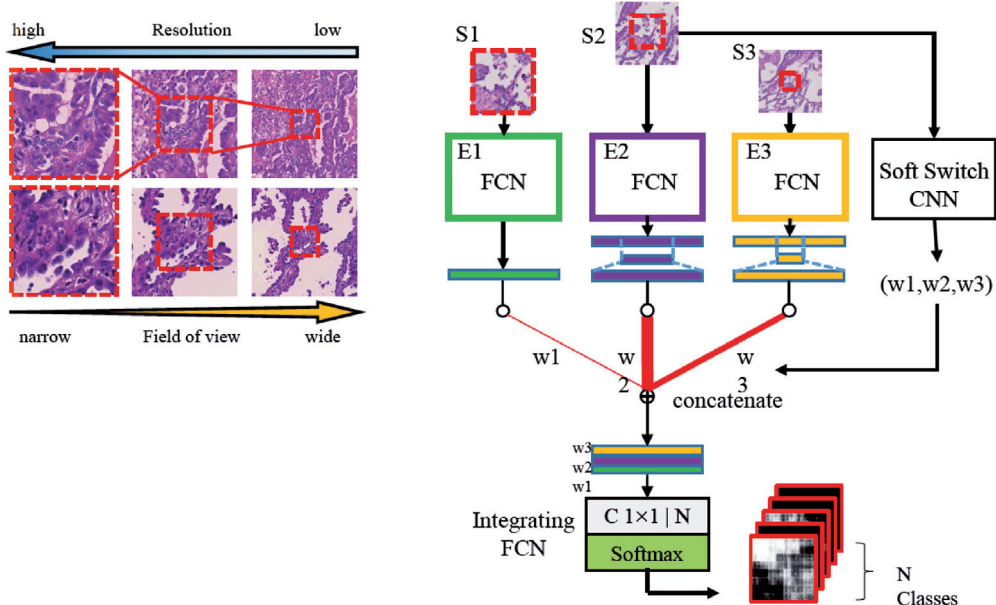 high Resolution low
narrow Field of view wide
S1
S2
S3
E1
FCN
E2
FCN
E3
FCN
Soft Switch
CNN
(w1,w2,w3)
w1
w
2
w
3
concatenate
w3
w2
w1
Integrating
FCN
C 1×1 | N
Softmax
N
Classes